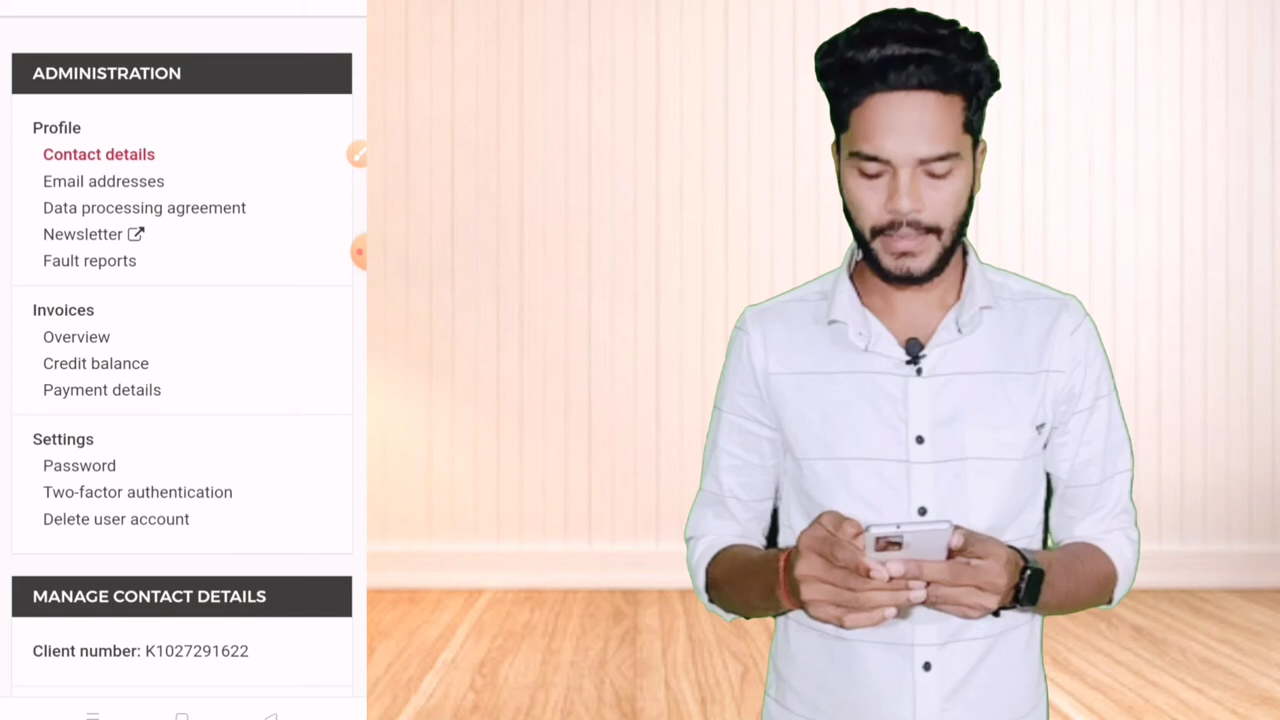 ADMINISTRATION
Profile
Contact details
Email addresses
Data processing agreement
Newsletter
Fault reports
Invoices
Overview
Credit balance
Payment details
Settings
Password
Two-factor authentication
Delete user account
MANAGE CONTACT DETAILS
Client number: K1027291622